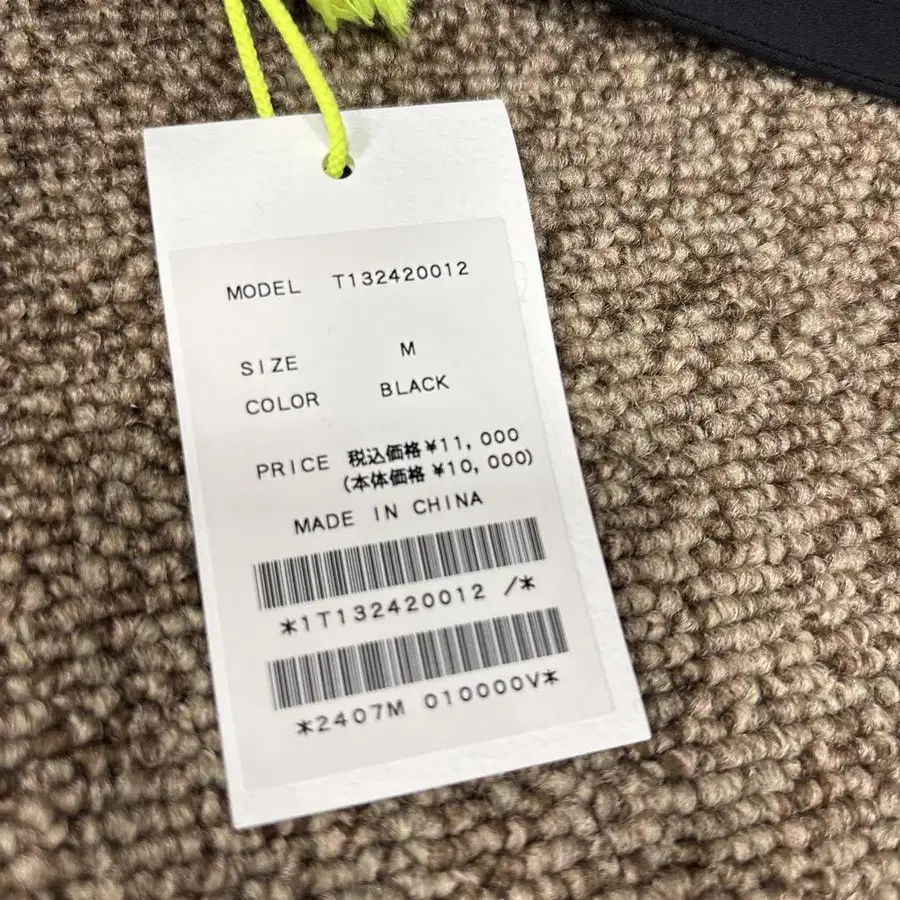 MODEL T132420012
SIZE M
COLOR BLACK
PRICE 税込価格¥11,000
(本体価格 ¥10,000)
MADE IN CHINA
*1T132420012 /*
*2407M 010000V*